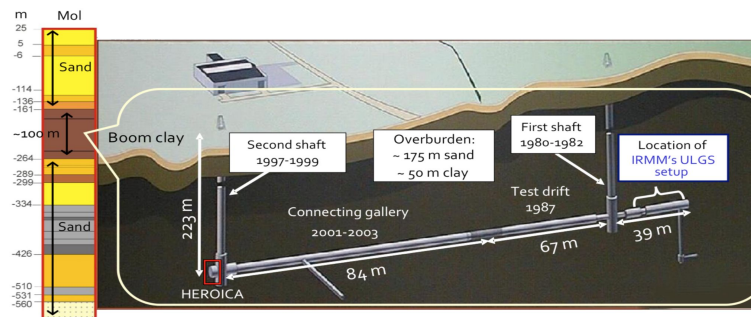 m
Mol
25
5
-6
Sand
-114
-136
-161
~100 m
Boom clay
-264
-289
-299
-334
Sand
-426
-510
-531
-560
Second shaft
1997-1999
Overburden:
~ 175 m sand
~ 50 m clay
First shaft
1980-1982
Location of
IRMM's ULGS
setup
223 m
Connecting gallery
2001-2003
Test drift
1987
84 m
67 m
39 m
HEROICA